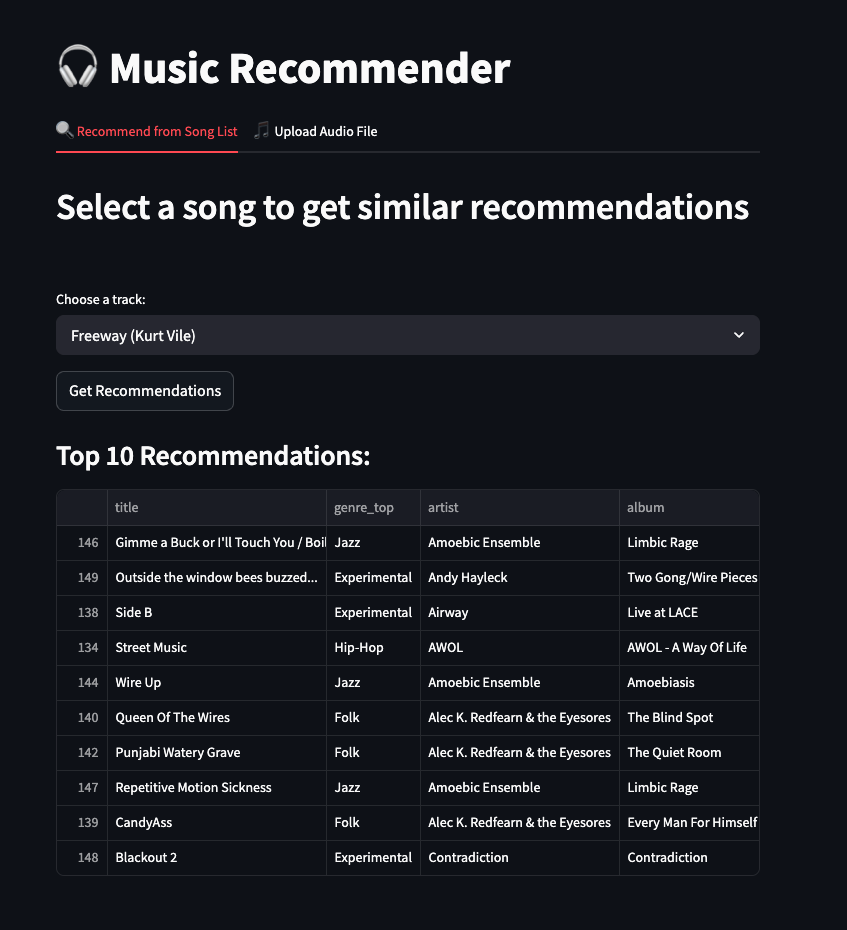 Music Recommender
Recommend from Song List Upload Audio File
Select a song to get similar recommendations
Choose a track:
Freeway (Kurt Vile)
Get Recommendations
Top 10 Recommendations:
title genre_top artist album
146 Gimme a Buck or I'll Touch You / Boil Jazz Amoebic Ensemble Limbic Rage
149 Outside the window bees buzzed... Experimental Andy Hayleck Two Gong/Wire Pieces
138 Side B Experimental Airway Live at LACE
134 Street Music Hip-Hop AWOL AWOL - A Way Of Life
144 Wire Up Jazz Amoebic Ensemble Amoebiasis
140 Queen Of The Wires Folk Alec K. Redfearn & the Eyesores The Blind Spot
142 Punjabi Watery Grave Folk Alec K. Redfearn & the Eyesores The Quiet Room
147 Repetitive Motion Sickness Jazz Amoebic Ensemble Limbic Rage
139 CandyAss Folk Alec K. Redfearn & the Eyesores Every Man For Himself
148 Blackout 2 Experimental Contradiction Contradiction